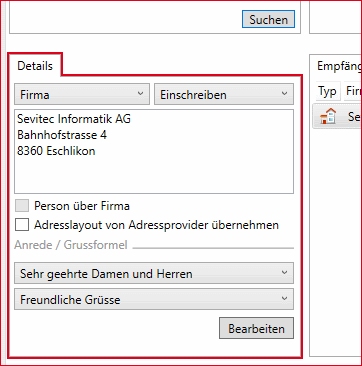 Suchen
Details
Firma
Einschreiben
Sevitec Informatik AG
Bahnhofstrasse 4
8360 Eschlikon
Person über Firma
Adresslayout von Adressprovider übernehmen
Anrede / Grussformel
Sehr geehrte Damen und Herren
Freundliche Grüsse
Bearbeiten
Empfäng
Typ Fir
Se